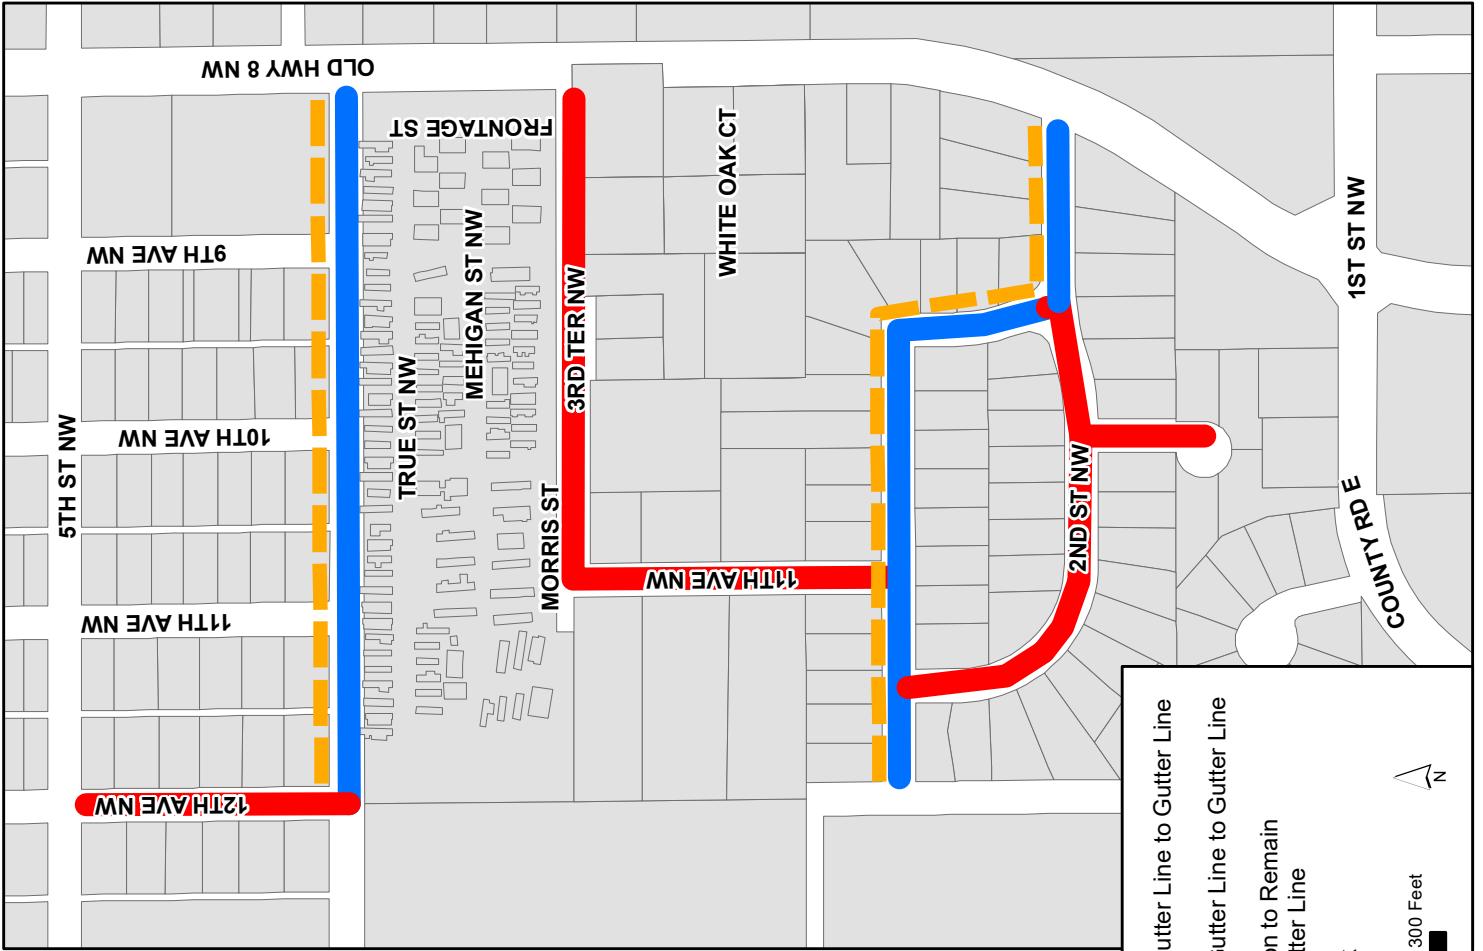 OLD HWY 8 NW
FRONTAGE ST
WHITE OAK CT
9TH AVE NW
MEHIGAN ST NW
3RD TER NW
1ST ST NW
TRUE ST NW
10TH AVE NW
5TH ST NW
MORRIS ST
2ND ST NW
11TH AVE NW
11TH AVE NW
COUNTY RD E
12TH AVE NW
utter Line to Gutter Line
Gutter Line to Gutter Line
on to Remain
tter Line
N
300 Feet